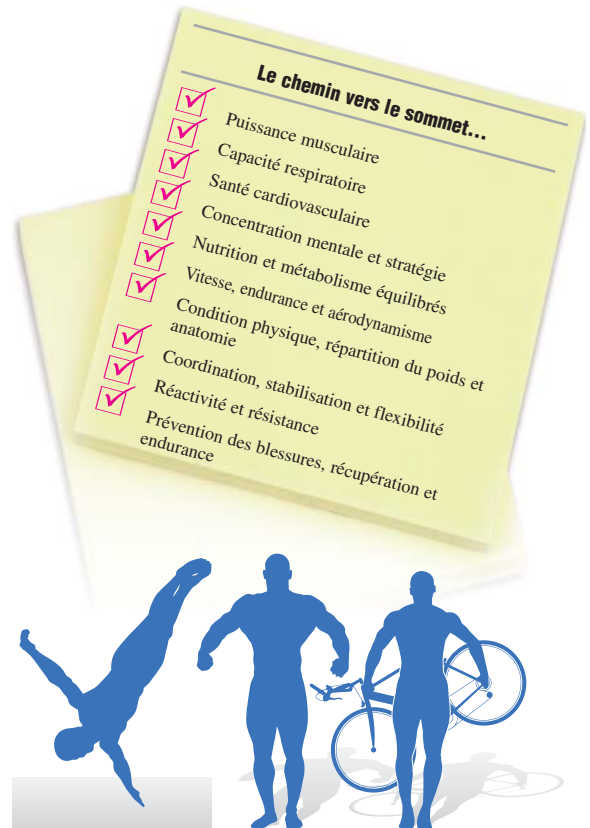 Le chemin vers le sommet...
Puissance musculaire
Capacité respiratoire
Santé cardiovasculaire
Concentration mentale et stratégie
Nutrition et métabolisme équilibrés
Vitesse, endurance et aérodynamisme
Condition physique, répartition du poids et
anatomie
Coordination, stabilisation et flexibilité
Réactivité et résistance
Prévention des blessures, récupération et
endurance